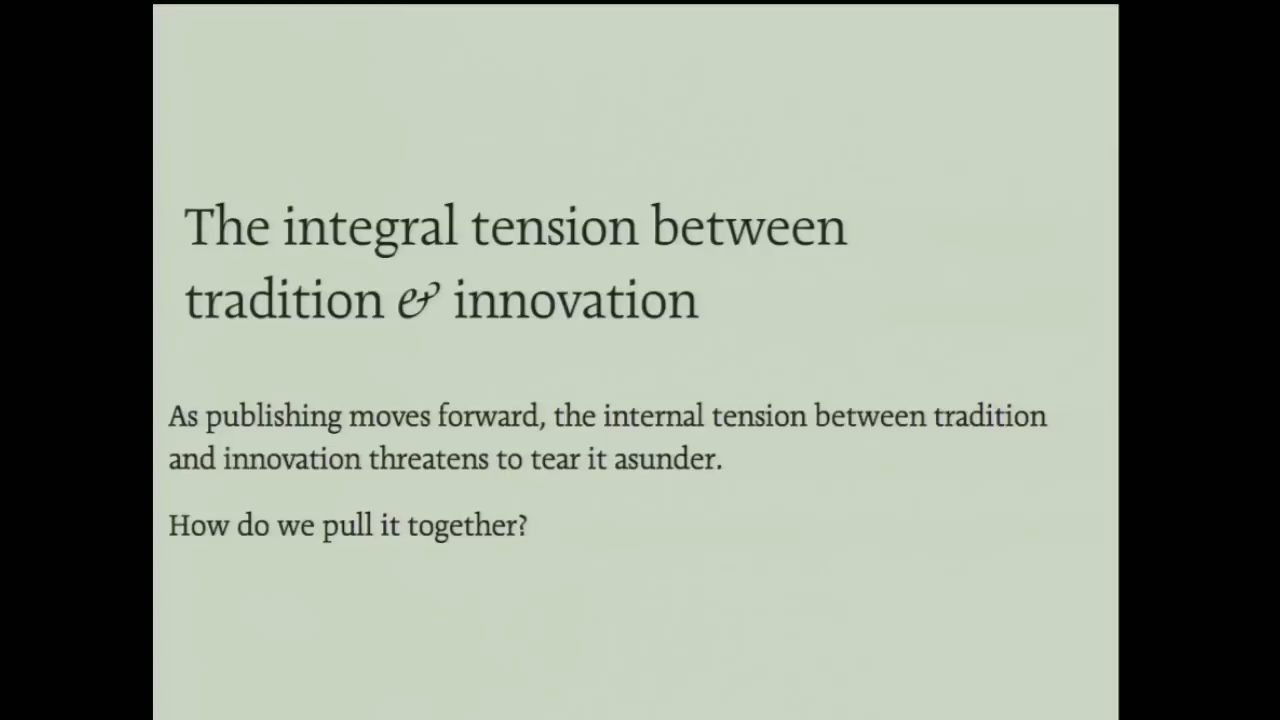 The integral tension between
tradition & innovation
As publishing moves forward, the internal tension between tradition
and innovation threatens to tear it asunder.
How do we pull it together?